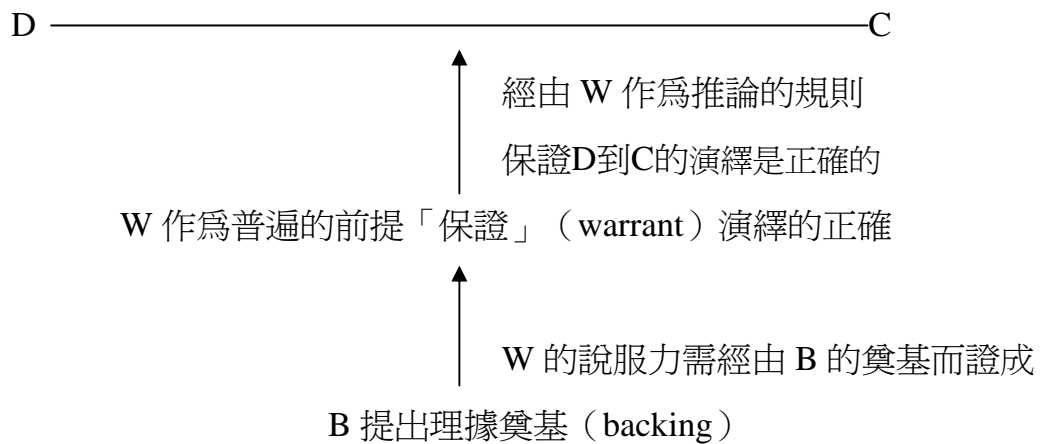 D C
經由 W 作為推論的規則
保證D到C的演繹是正確的
W 作為普遍的前提「保證」（warrant）演繹的正確
W 的說服力需經由 B 的奠基而證成
B 提出理據奠基（backing）